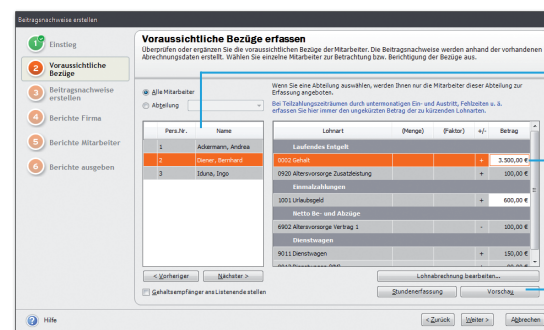 Beitragsnachweise erstellen
1 Einstieg
2 Voraussichtliche
Bezüge
3 Beitragsnachweise
erstellen
4 Berichte Firma
5 Berichte Mitarbeiter
6 Berichte ausgeben
Voraussichtliche Bezüge erfassen
Überprüfen oder ergänzen Sie die voraussichtlichen Bezüge der Mitarbeiter. Die Beitragsnachweise werden anhand der vorhandenen
Abrechnungsdaten erstellt. Wählen Sie einzelne Mitarbeiter zur Betrachtung bzw. Berichtigung der Bezüge aus.
Alle Mitarbeiter
Abteilung
Wenn Sie eine Abteilung auswählen, werden Ihnen nur die Mitarbeiter dieser Abteilung zur
Erfassung angeboten.
Bei Teilzahlungszeiträumen durch untermonatigen Ein- und Austritt, Fehlzeiten u. ä.
erfassen Sie hier immer den ungekürzten Betrag der zu kürzenden Lohnarten.
Pers.Nr. Name
1 Ackermann, Andrea
2 Diener, Bernhard
3 Iduna, Ingo
Lohnart (Menge) (Faktor) +/- Betrag
Laufendes Entgelt
0002 Gehalt + 3.500,00 €
0920 Altersvorsorge Zusatzleistung + 100,00 €
Einmalzahlungen
1001 Urlaubsgeld + 600,00 €
Netto Be- und Abzüge
6902 Altersvorsorge Vertrag 1 - 100,00 €
Dienstwagen
9011 Dienstwagen + 150,00 €
< Vorheriger Nächster >
Gehaltsempfänger ans Listenende stellen
Lohnabrechnung bearbeiten...
Stundenerfassung Vorschau
Hilfe
< Zurück Weiter > Abbrechen